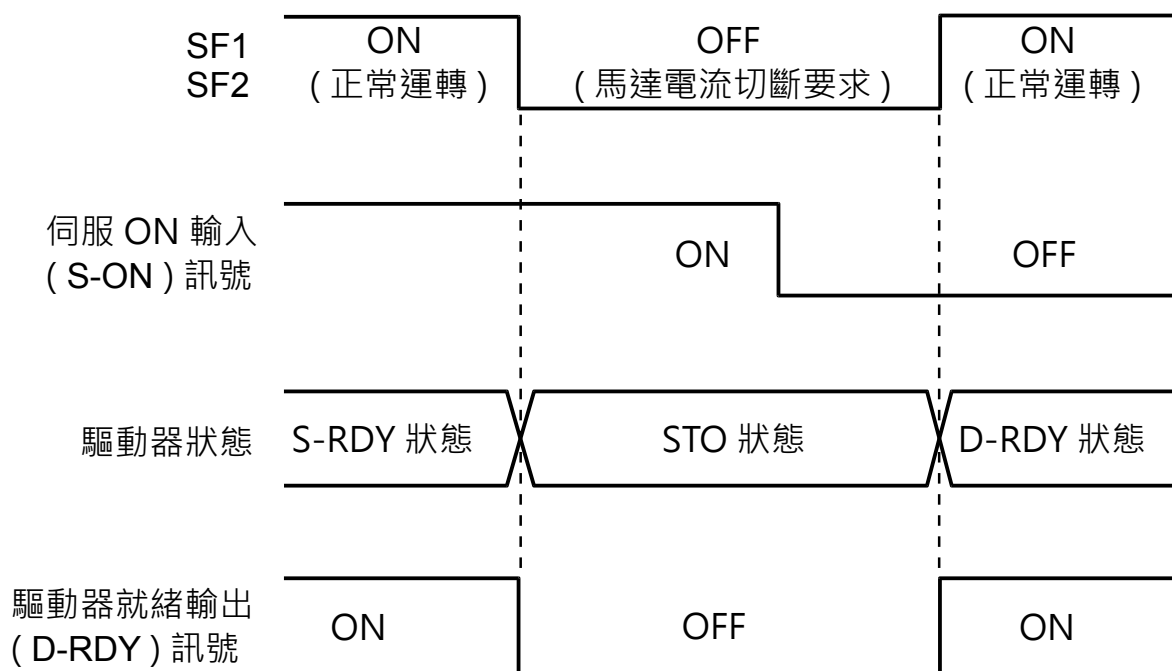 SF1
SF2
ON
( 正常運轉 )
OFF
( 馬達電流切斷要求 )
ON
( 正常運轉 )
伺服 ON 輸入
( S-ON ) 訊號
ON
OFF
驅動器狀態
S-RDY 狀態
STO 狀態
D-RDY 狀態
驅動器就緒輸出
( D-RDY ) 訊號
ON
OFF
ON